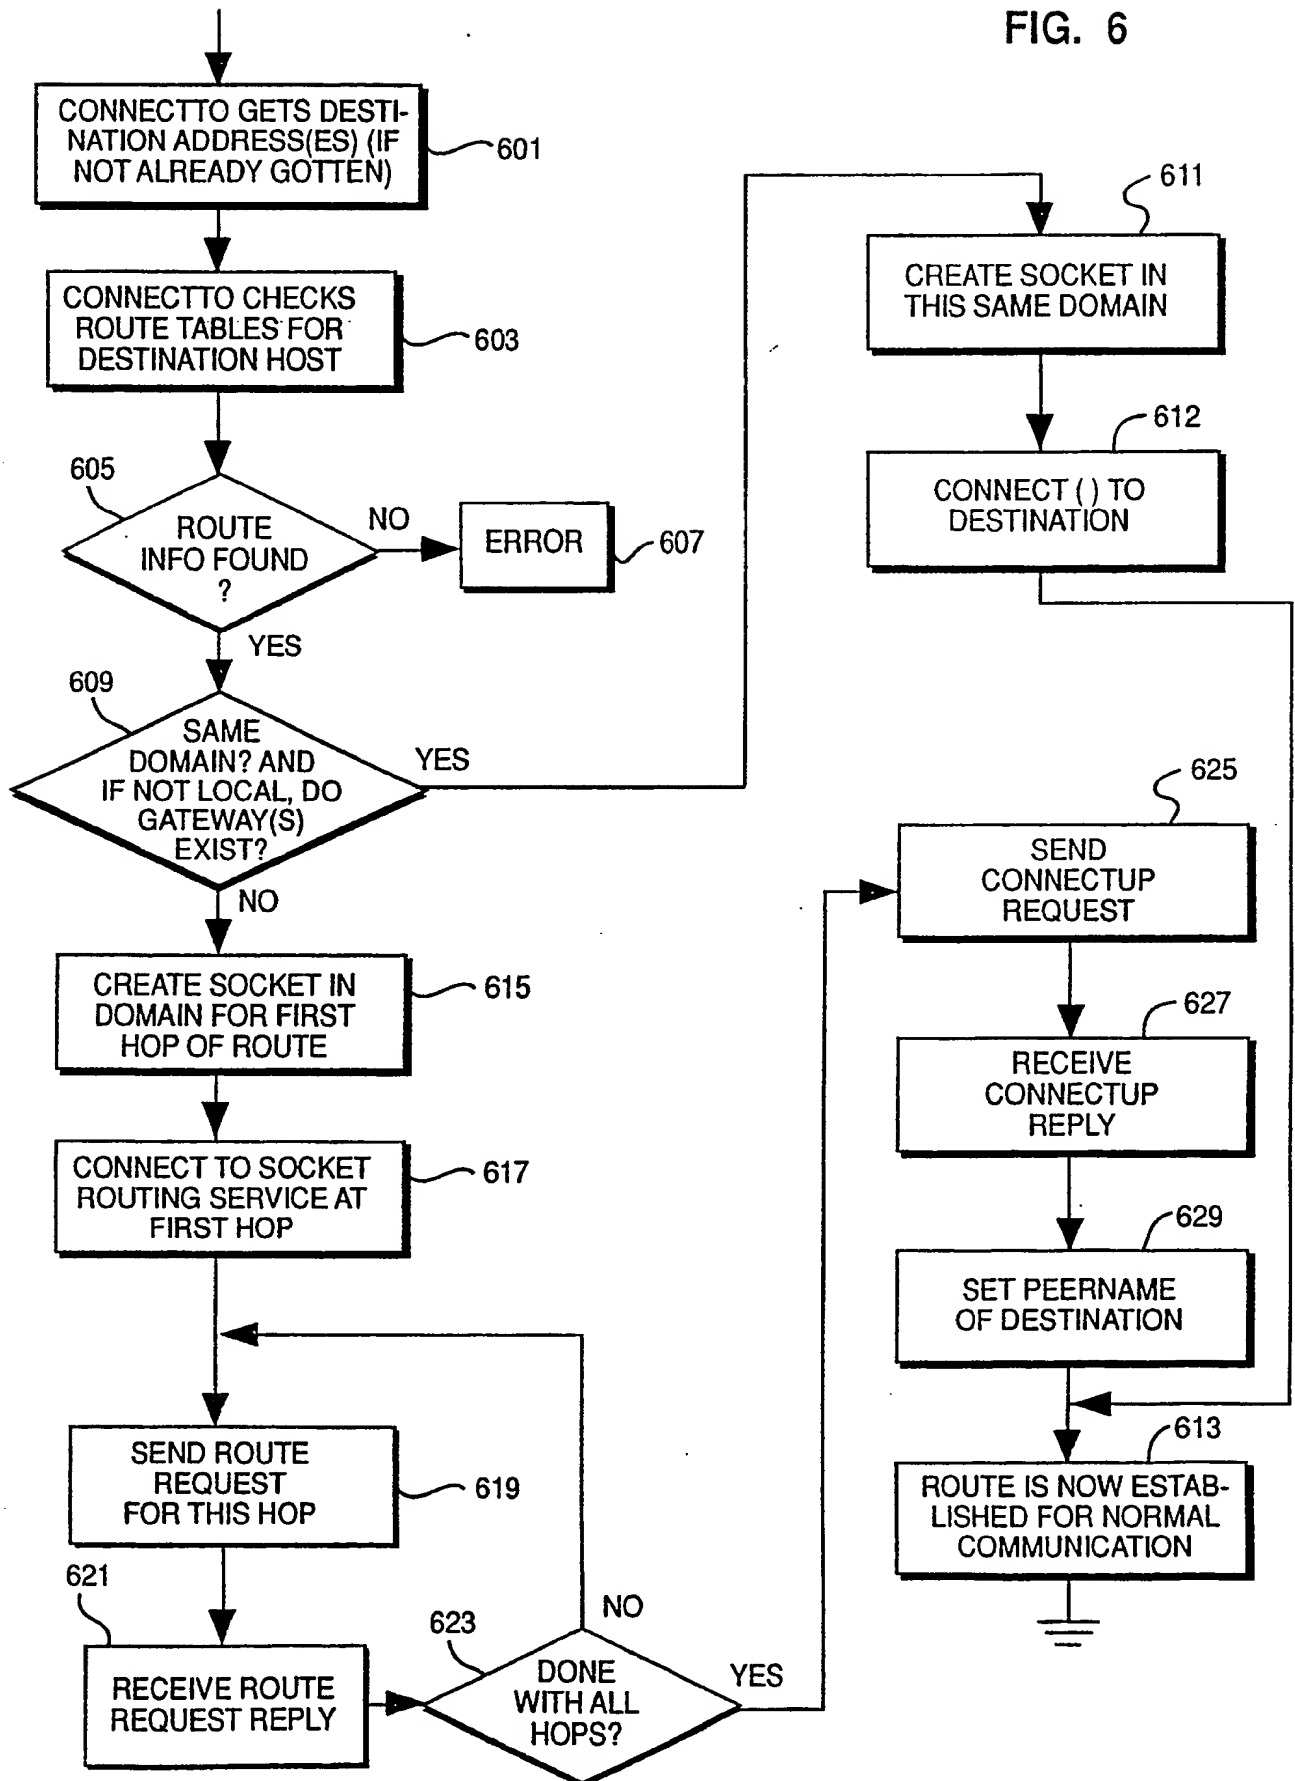 FIG. 6
CONNECTTO GETS DESTI-
NATION ADDRESS(ES) (IF
NOT ALREADY GOTTEN)
601
CONNECTTO CHECKS
ROUTE TABLES FOR
DESTINATION HOST
603
605
ROUTE
INFO FOUND
?
NO
ERROR
607
YES
609
SAME
DOMAIN? AND
IF NOT LOCAL, DO
GATEWAY(S)
EXIST?
YES
NO
611
CREATE SOCKET IN
THIS SAME DOMAIN
612
CONNECT ( ) TO
DESTINATION
CREATE SOCKET IN
DOMAIN FOR FIRST
HOP OF ROUTE
615
CONNECT TO SOCKET
ROUTING SERVICE AT
FIRST HOP
617
SEND ROUTE
REQUEST
FOR THIS HOP
619
621
RECEIVE ROUTE
REQUEST REPLY
623
DONE
WITH ALL
HOPS?
NO
YES
625
SEND
CONNECTUP
REQUEST
627
RECEIVE
CONNECTUP
REPLY
629
SET PEERNAME
OF DESTINATION
613
ROUTE IS NOW ESTAB-
LISHED FOR NORMAL
COMMUNICATION